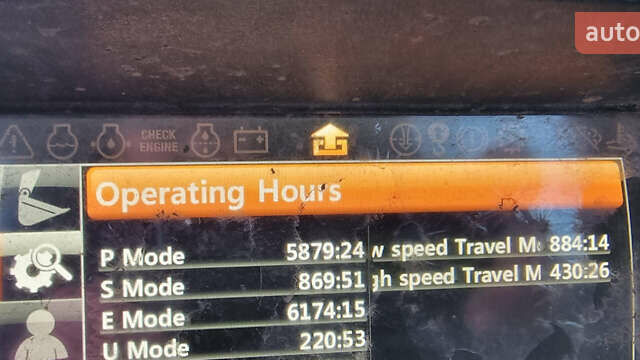 auto
CHECK
ENGINE
Operating Hours
P Mode 5879:24 w speed Travel M 884:14
S Mode 869:51 gh speed Travel M 430:26
E Mode 6174:15
U Mode 220:53